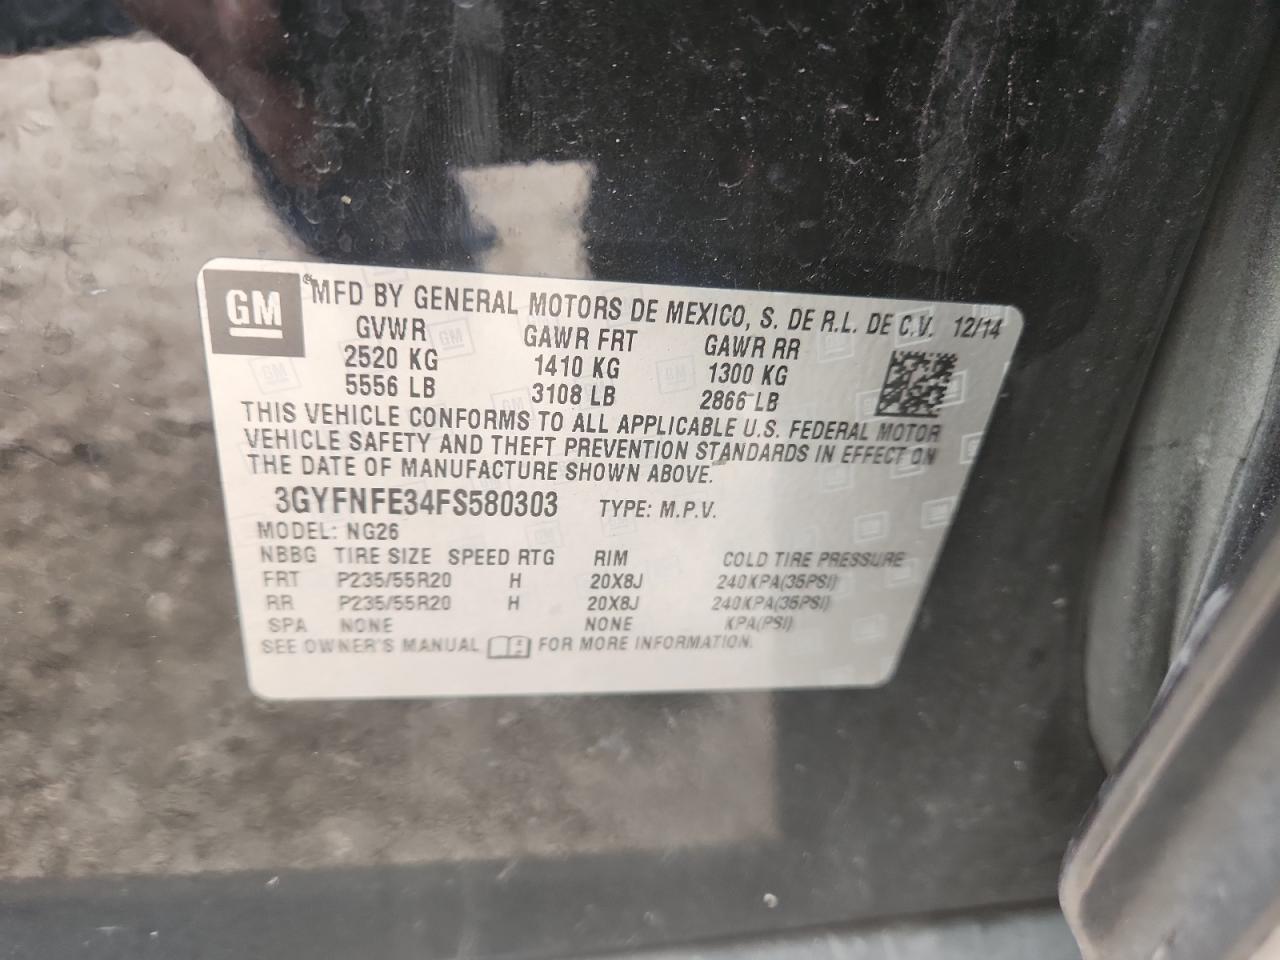 GM
MFD BY GENERAL MOTORS DE MEXICO, S. DE R.L. DE C.V. 12/14
GVWR GAWR FRT GAWR RR
2520 KG 1410 KG 1300 KG
5556 LB 3108 LB 2866 LB
THIS VEHICLE CONFORMS TO ALL APPLICABLE U.S. FEDERAL MOTOR
VEHICLE SAFETY AND THEFT PREVENTION STANDARDS IN EFFECT ON
THE DATE OF MANUFACTURE SHOWN ABOVE.
3GYFNFE34FS580303 TYPE: M.P.V.
MODEL: NG26
NBBG TIRE SIZE SPEED RTG RIM COLD TIRE PRESSURE
FRT P235/55R20 H 20X8J 240KPA(35PSI)
RR P235/55R20 H 20X8J 240KPA(35PSI)
SPA NONE NONE KPA(PSI)
SEE OWNER'S MANUAL FOR MORE INFORMATION.